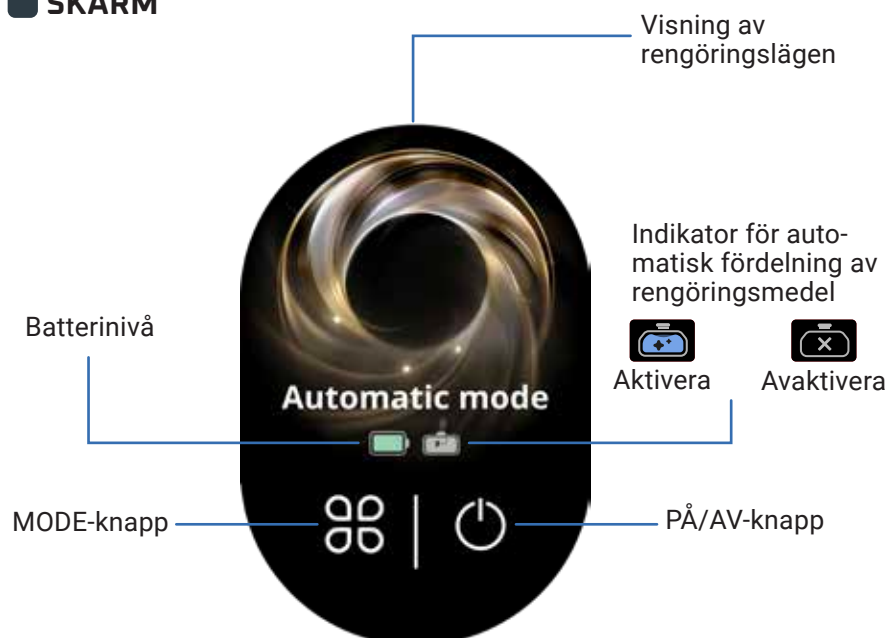 SKÄRM
Visning av
rengöringslägen
Indikator för auto-
matisk fördelning av
rengöringsmedel
Aktivera
Avaktivera
Batterinivå
Automatic mode
MODE-knapp
PÅ/AV-knapp